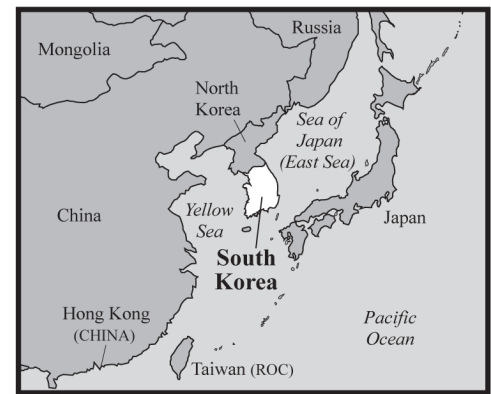 Russia
Mongolia
North
Korea
Sea of
Japan
(East Sea)
China
Yellow
Sea
Japan
South
Korea
Hong Kong
(CHINA)
Pacific
Ocean
Taiwan (ROC)